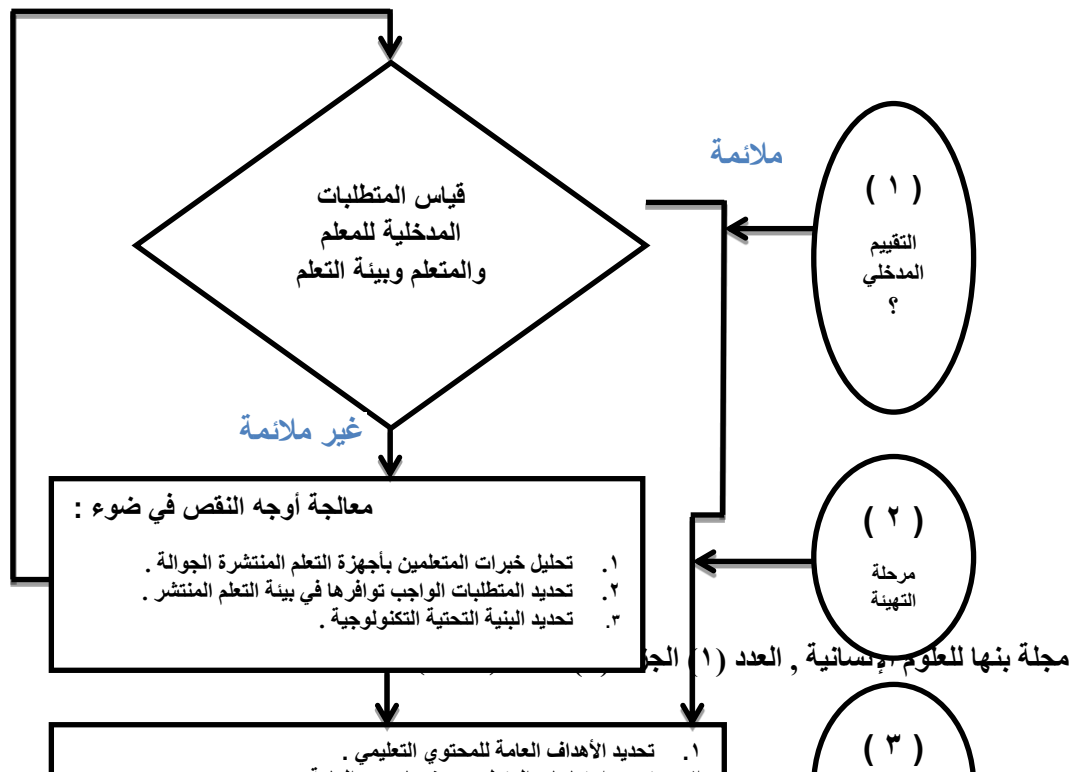 ملائمة
( ١ )
التقييم
المدخلي
؟
قياس المتطلبات
المدخلية للمعلم
والمتعلم وبيئة التعلم
غير ملائمة
( ٢ )
مرحلة
التهيئة
معالجة أوجه النقص في ضوء :
١. تحليل خبرات المتعلمين بأجهزة التعلم المنتشرة الجوالة .
٢. تحديد المتطلبات الواجب توافرها في بيئة التعلم المنتشر .
٣. تحديد البنية التحتية التكنولوجية .
مجلة بنها للعلوم الإنسانية , العدد (١)
( ٣ )
١. تحديد الأهداف العامة للمحتوي التعليمي .